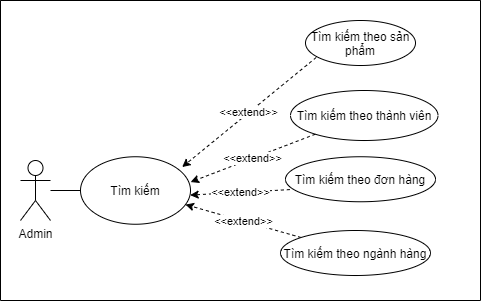 Tìm kiếm theo sản
phẩm
<<extend>>
Tìm kiếm theo thành viên
<<extend>>
Tìm kiếm
Tìm kiếm theo đơn hàng
<<extend>>
<<extend>>
Admin
Tìm kiếm theo ngành hàng